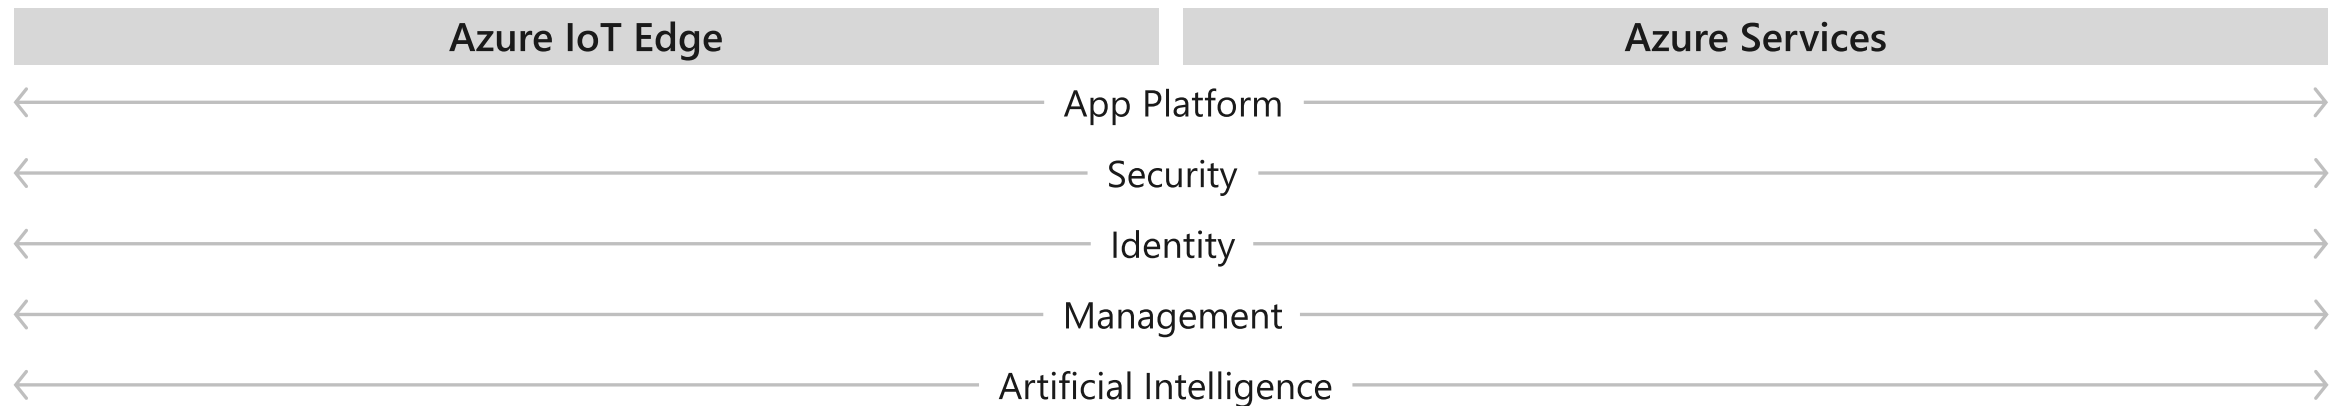 Azure IoT Edge
Azure Services
App Platform
Security
Identity
Management
Artificial Intelligence